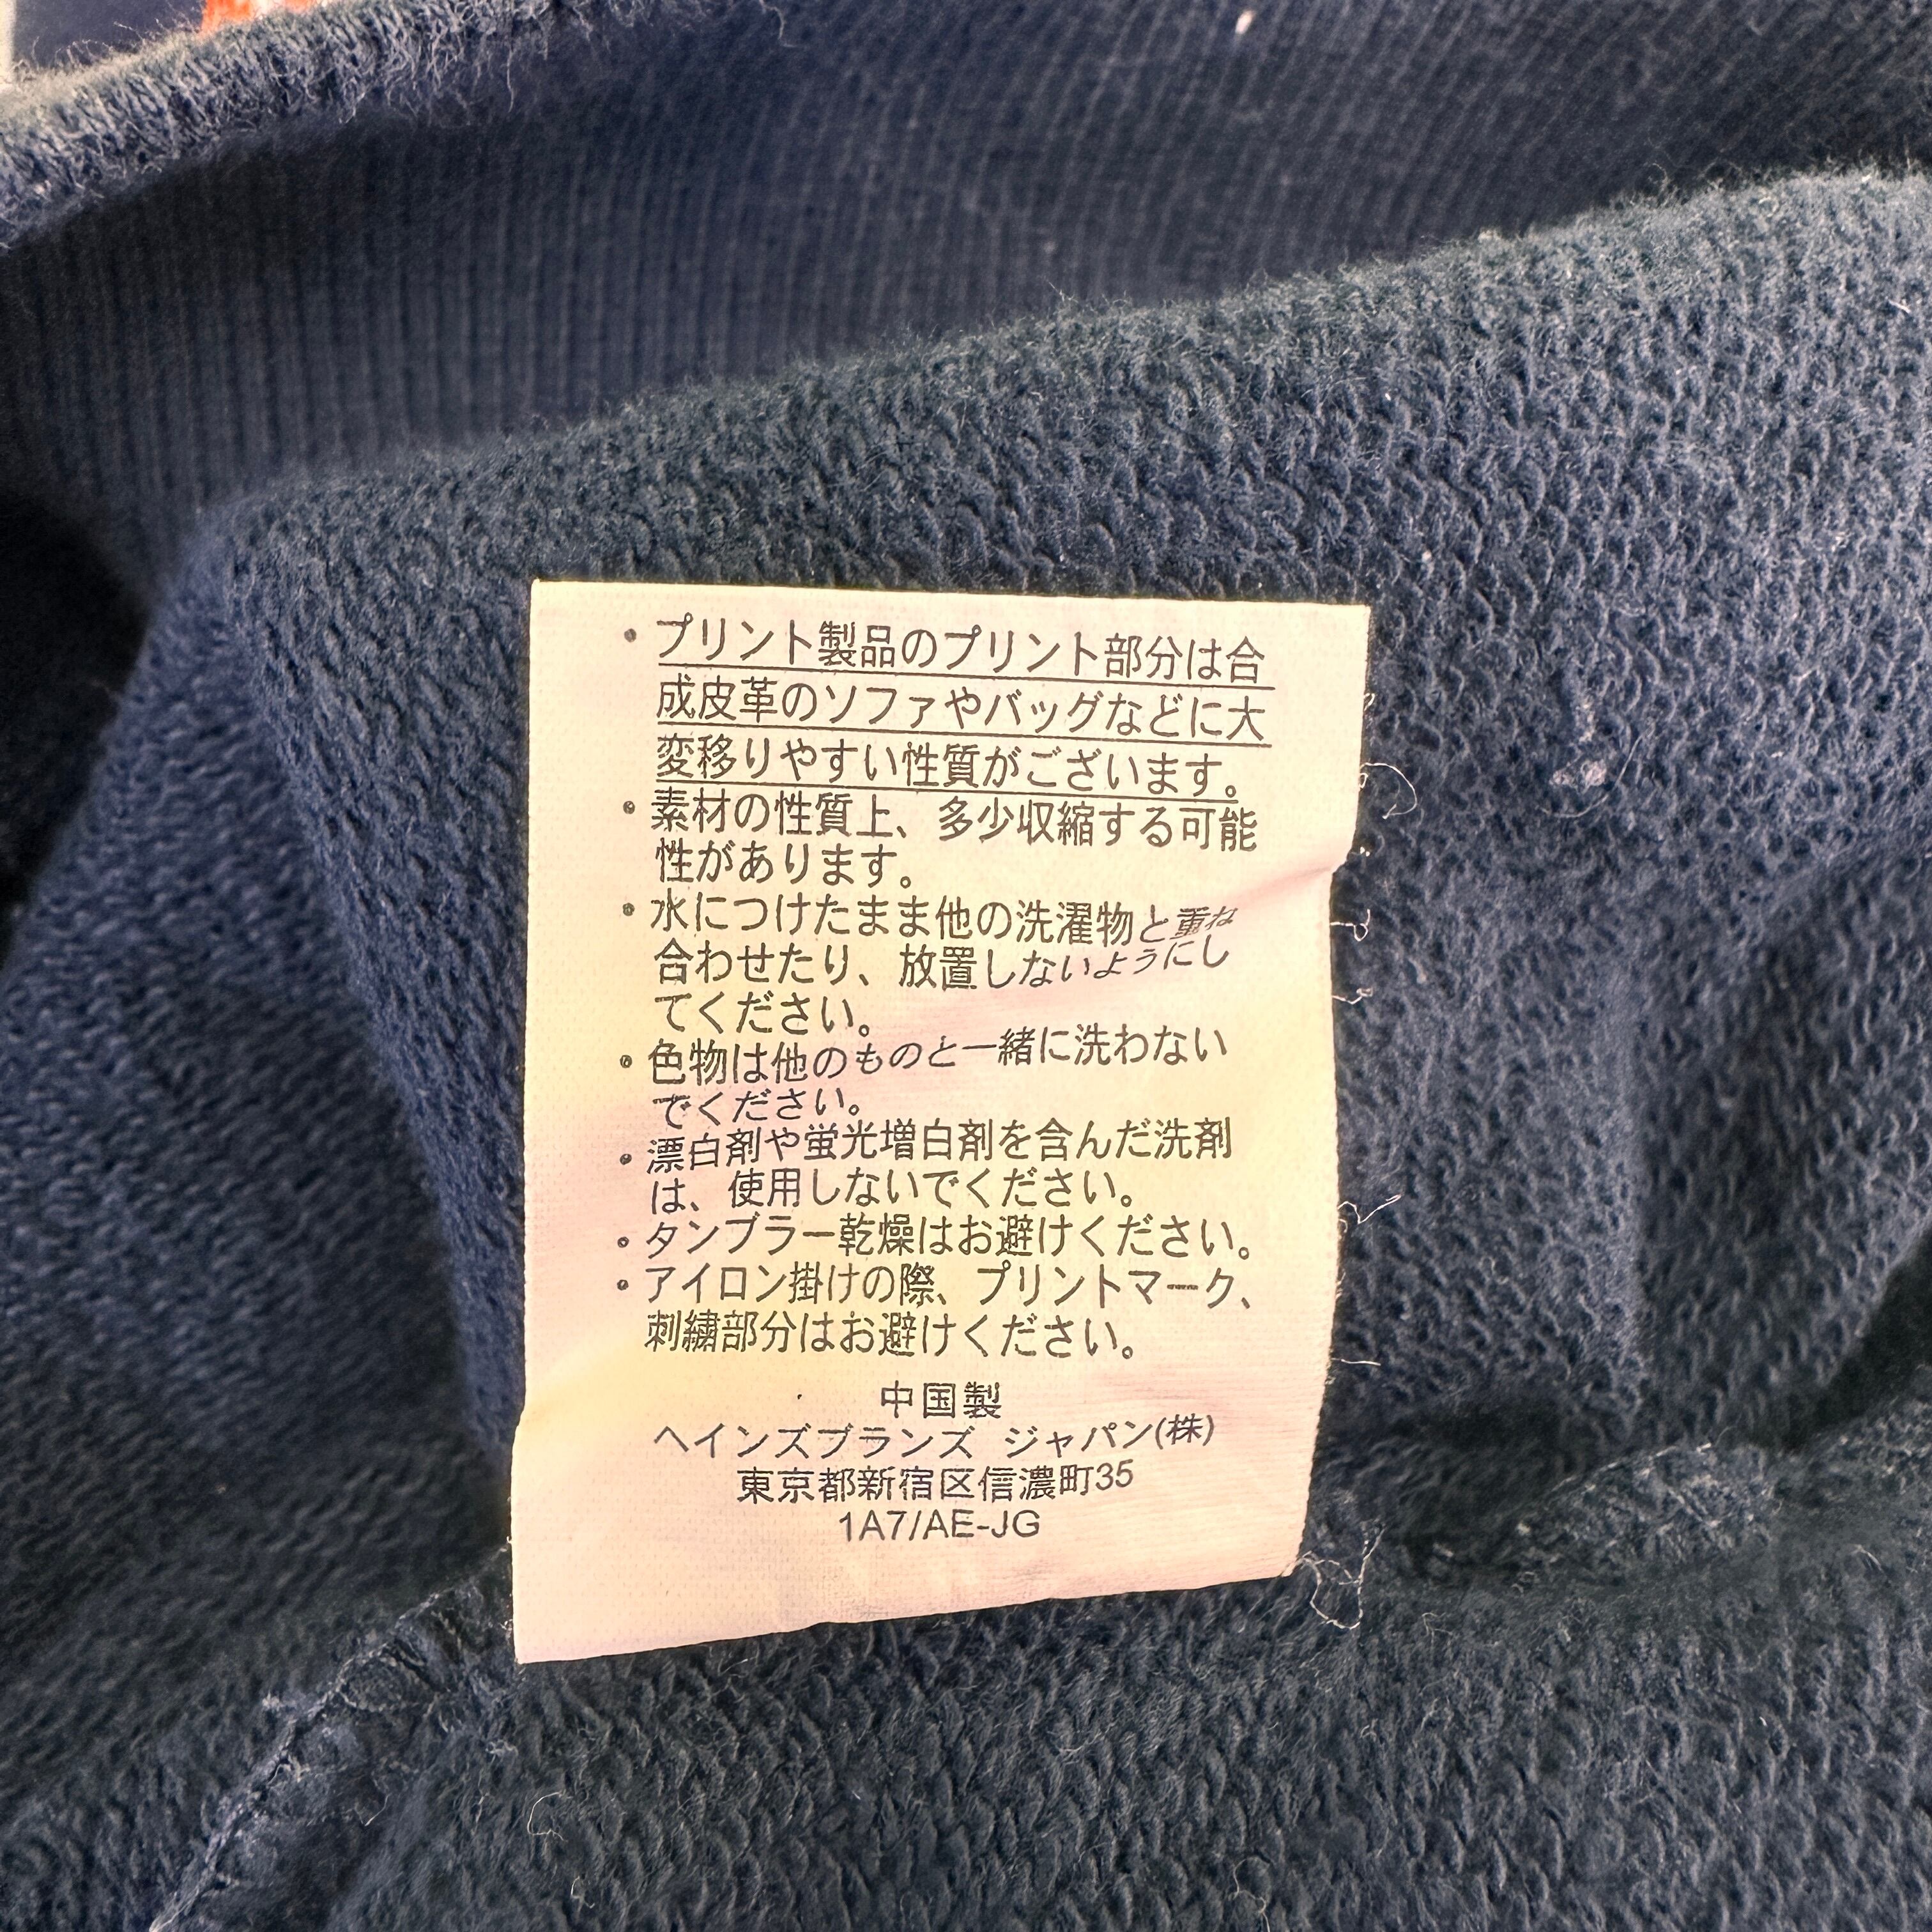 ・プリント製品のプリント部分は合
成皮革のソファやバッグなどに大
変移りやすい性質がございます。
・素材の性質上、多少収縮する可能
性があります。
・水につけたまま他の洗濯物と重ね
合わせたり、放置しないようにし
てください。
・色物は他のものと一緒に洗わない
でください。
・漂白剤や蛍光増白剤を含んだ洗剤
は、使用しないでください。
・タンブラー乾燥はお避けください。
・アイロン掛けの際、プリントマーク、
刺繍部分はお避けください。
中国製
ヘインズブランズ ジャパン(株)
東京都新宿区信濃町35
1A7/AE-JG